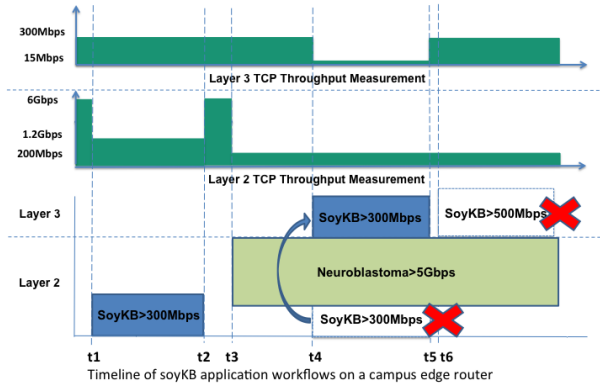 300Mbps
15Mbps
Layer 3 TCP Throughput Measurement
6Gbps
1.2Gbps
200Mbps
Layer 2 TCP Throughput Measurement
Layer 3
SoyKB>300Mbps
SoyKB>500Mbps
Neuroblastoma>5Gbps
Layer 2
SoyKB>300Mbps
SoyKB>300Mbps
t1 t2 t3 t4 t5 t6
Timeline of soyKB application workflows on a campus edge router